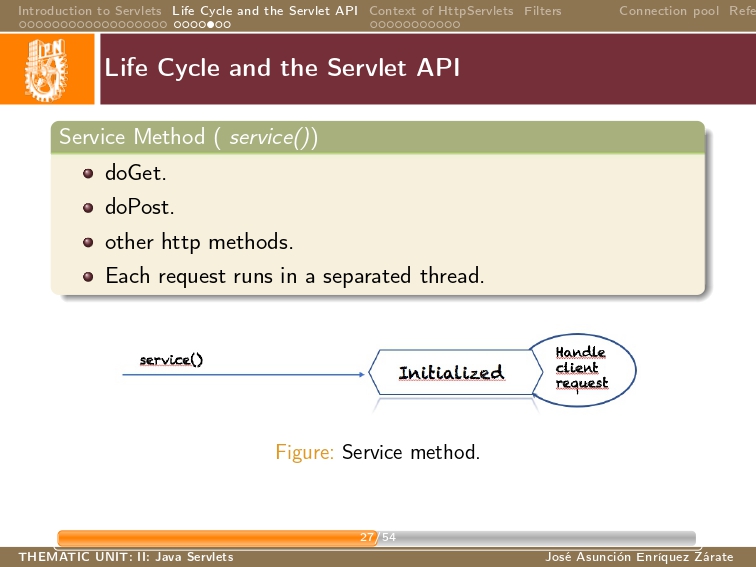 Introduction to Servlets Life Cycle and the Servlet API Context of HttpServlets Filters Connection pool Refe
Life Cycle and the Servlet API
Service Method ( service())
doGet.
doPost.
other http methods.
Each request runs in a separated thread.
service()
Initialized
Handle
client
request
Figure: Service method.
27/54
THEMATIC UNIT: II: Java Servlets José Asunción Enríquez Zárate